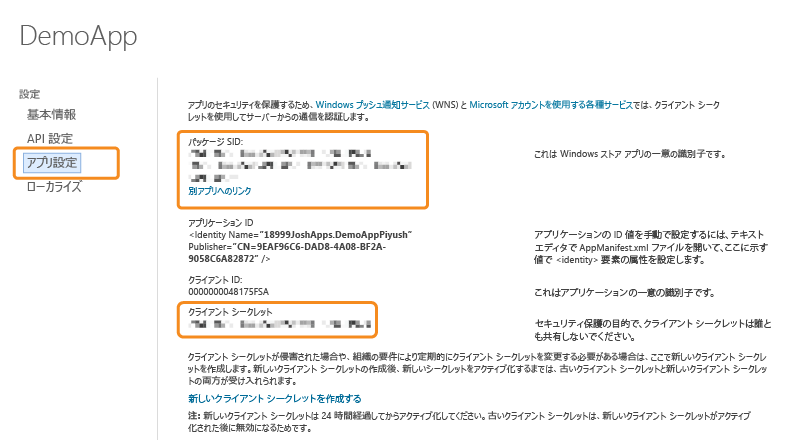 DemoApp
設定
基本情報
API 設定
アプリ設定
ローカライズ
アプリのセキュリティを保護するため、Windows プッシュ通知サービス (WNS) と Microsoft アカウントを使用する各種サービスでは、クライアント シーク
レットを使用してサーバーからの通信を認証します。
パッケージ SID:
これは Windows ストア アプリの一意の識別子です。
別アプリへのリンク
アプリケーション ID
<Identity Name="18999JoshApps.DemoAppPiyush"
Publisher="CN=9EAF96C6-DAD8-4A08-BF2A-
9058C6A82872" />
アプリケーションの ID 値を手動で設定するには、テキスト
エディタで AppManifest.xml ファイルを開いて、ここに示す
値で <identity> 要素の属性を設定します。
クライアント ID:
0000000048175FSA
これはアプリケーションの一意の識別子です。
クライアント シークレット
セキュリティ保護の目的で、クライアント シークレットは誰と
も共有しないでください。
クライアント シークレットが侵害された場合や、組織の要件により定期的にクライアント シークレットを変更する必要がある場合は、ここで新しいクライアント シークレ
ットを作成します。新しいクライアント シークレットの作成後、新しいシークレットをアクティブ化するまでは、古いクライアント シークレットと新しいクライアント シークレッ
トの両方が受け入れられます。
新しいクライアント シークレットを作成する
注: 新しいクライアント シークレットは 24 時間経過してからアクティブ化してください。古いクライアント シークレットは、新しいクライアント シークレットがアクティブ
化された後に無効になるためです。